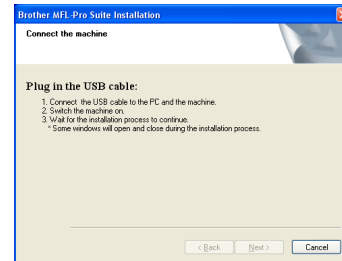 Brother MFL-Pro Suite Installation
Connect the machine
Plug in the USB cable:
1. Connect the USB cable to the PC and the machine.
2. Switch the machine on.
3. Wait for the installation process to continue.
* Some windows will open and close during the installation process.
< Back Next > Cancel